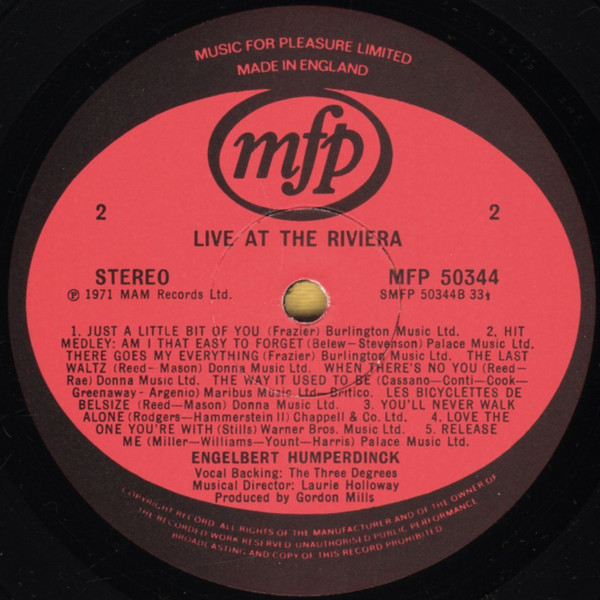 MUSIC FOR PLEASURE LIMITED
MADE IN ENGLAND
mfp
2 2
LIVE AT THE RIVIERA
STEREO MFP 50344
℗ 1971 MAM Records Ltd. SMFP 50344B 33⅓
1. JUST A LITTLE BIT OF YOU (Frazier) Burlington Music Ltd. 2. HIT
MEDLEY: AM I THAT EASY TO FORGET (Belew—Stevenson) Palace Music Ltd.
THERE GOES MY EVERYTHING (Frazier) Burlington Music Ltd. THE LAST
WALTZ (Reed-Mason) Donna Music Ltd. WHEN THERE'S NO YOU (Reed—
Rae) Donna Music Ltd. THE WAY IT USED TO BE (Cassano—Conti—Cook—
Greenaway-Argenio) Maribus Music Ltd—Britico. LES BICYCLETTES DE
BELSIZE (Reed—Mason) Donna Music Ltd. 3. YOU'LL NEVER WALK
ALONE (Rodgers—Hammerstein II) Chappell & Co. Ltd. 4. LOVE THE
ONE YOU'RE WITH (Stills) Warner Bros. Music Ltd. 5. RELEASE
ME (Miller—Williams—Yount—Harris) Palace Music Ltd.
ENGELBERT HUMPERDINCK
Vocal Backing: The Three Degrees
Musical Director: Laurie Holloway
Produced by Gordon Mills
COPYRIGHT RECORD. ALL RIGHTS OF THE MANUFACTURER AND OF THE OWNER OF
THE RECORDED WORK RESERVED. UNAUTHORISED PUBLIC PERFORMANCE
BROADCASTING AND COPY OF THIS RECORD PROHIBITED